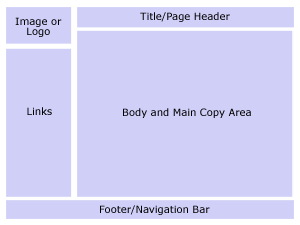 Image or
Logo
Title/Page Header
Links
Body and Main Copy Area
Footer/Navigation Bar